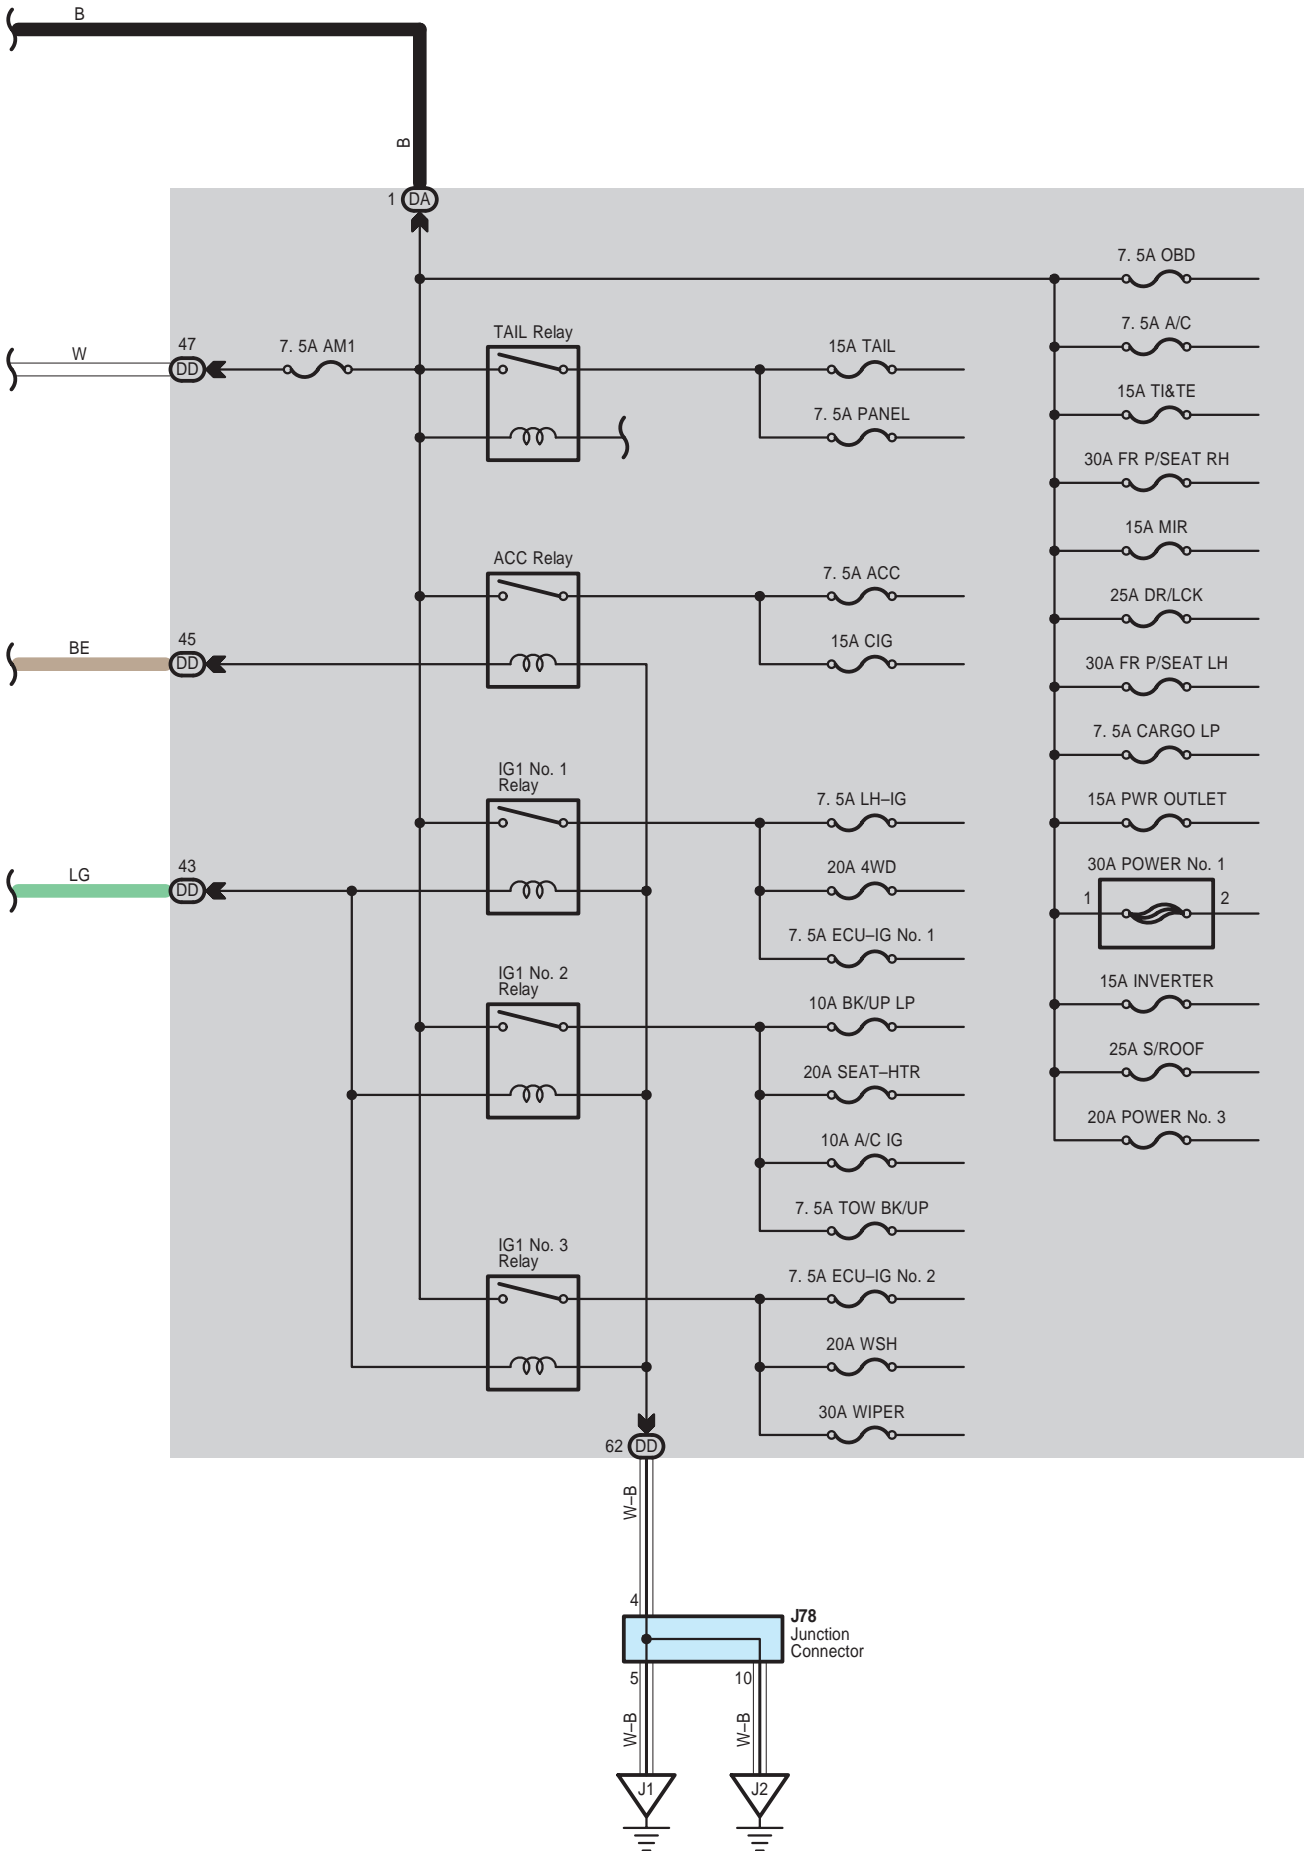 B
B
1 DA
7. 5A OBD
7. 5A A/C
15A TI&TE
30A FR P/SEAT RH
15A MIR
25A DR/LCK
30A FR P/SEAT LH
7. 5A CARGO LP
15A PWR OUTLET
30A POWER No. 1
1 2
15A INVERTER
25A S/ROOF
20A POWER No. 3
W
47
DD
7. 5A AM1
TAIL Relay
15A TAIL
7. 5A PANEL
ACC Relay
7. 5A ACC
15A CIG
BE
45
DD
IG1 No. 1
Relay
7. 5A LH–IG
20A 4WD
7. 5A ECU–IG No. 1
LG
43
DD
IG1 No. 2
Relay
10A BK/UP LP
20A SEAT–HTR
10A A/C IG
7. 5A TOW BK/UP
IG1 No. 3
Relay
7. 5A ECU–IG No. 2
20A WSH
30A WIPER
62 DD
W–B
4
J78
Junction
Connector
5
10
W–B
W–B
J1
J2